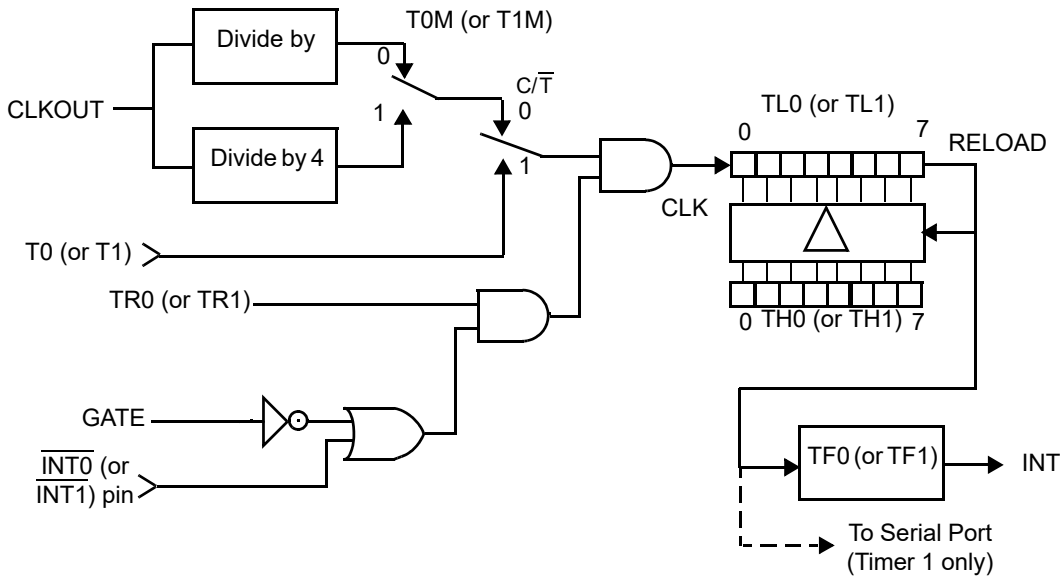 T0M (or T1M)
Divide by
0
C/T̅
0
CLKOUT
1
TL0 (or TL1)
0 7
Divide by 4
1
RELOAD
CLK
T0 (or T1)
TR0 (or TR1)
0 TH0 (or TH1) 7
GATE
I̅N̅T̅0̅ (or
I̅N̅T̅1̅) pin
TF0 (or TF1)
INT
To Serial Port
(Timer 1 only)